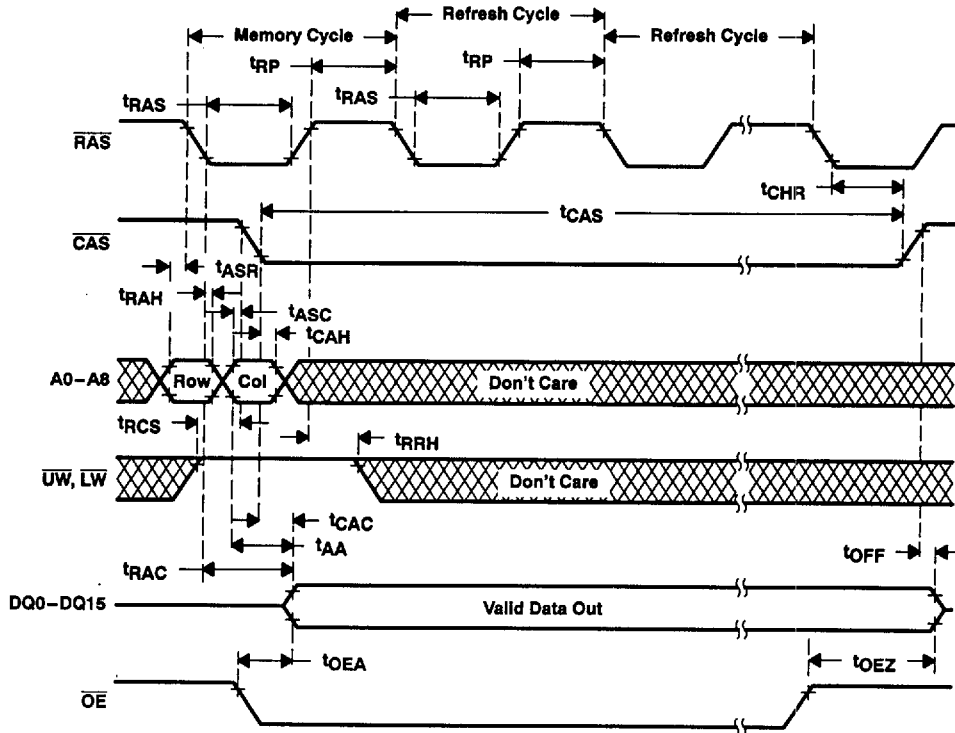 Refresh Cycle
Memory Cycle
Refresh Cycle
tRP
tRP
tRAS
tRAS
RAS
tCHR
tCAS
CAS
tASR
tRAH
tASC
tCAH
A0–A8
Row
Col
Don't Care
tRCS
tRRH
UW, LW
Don't Care
tCAC
tAA
tOFF
tRAC
DQ0–DQ15
Valid Data Out
tOEA
tOEZ
OE